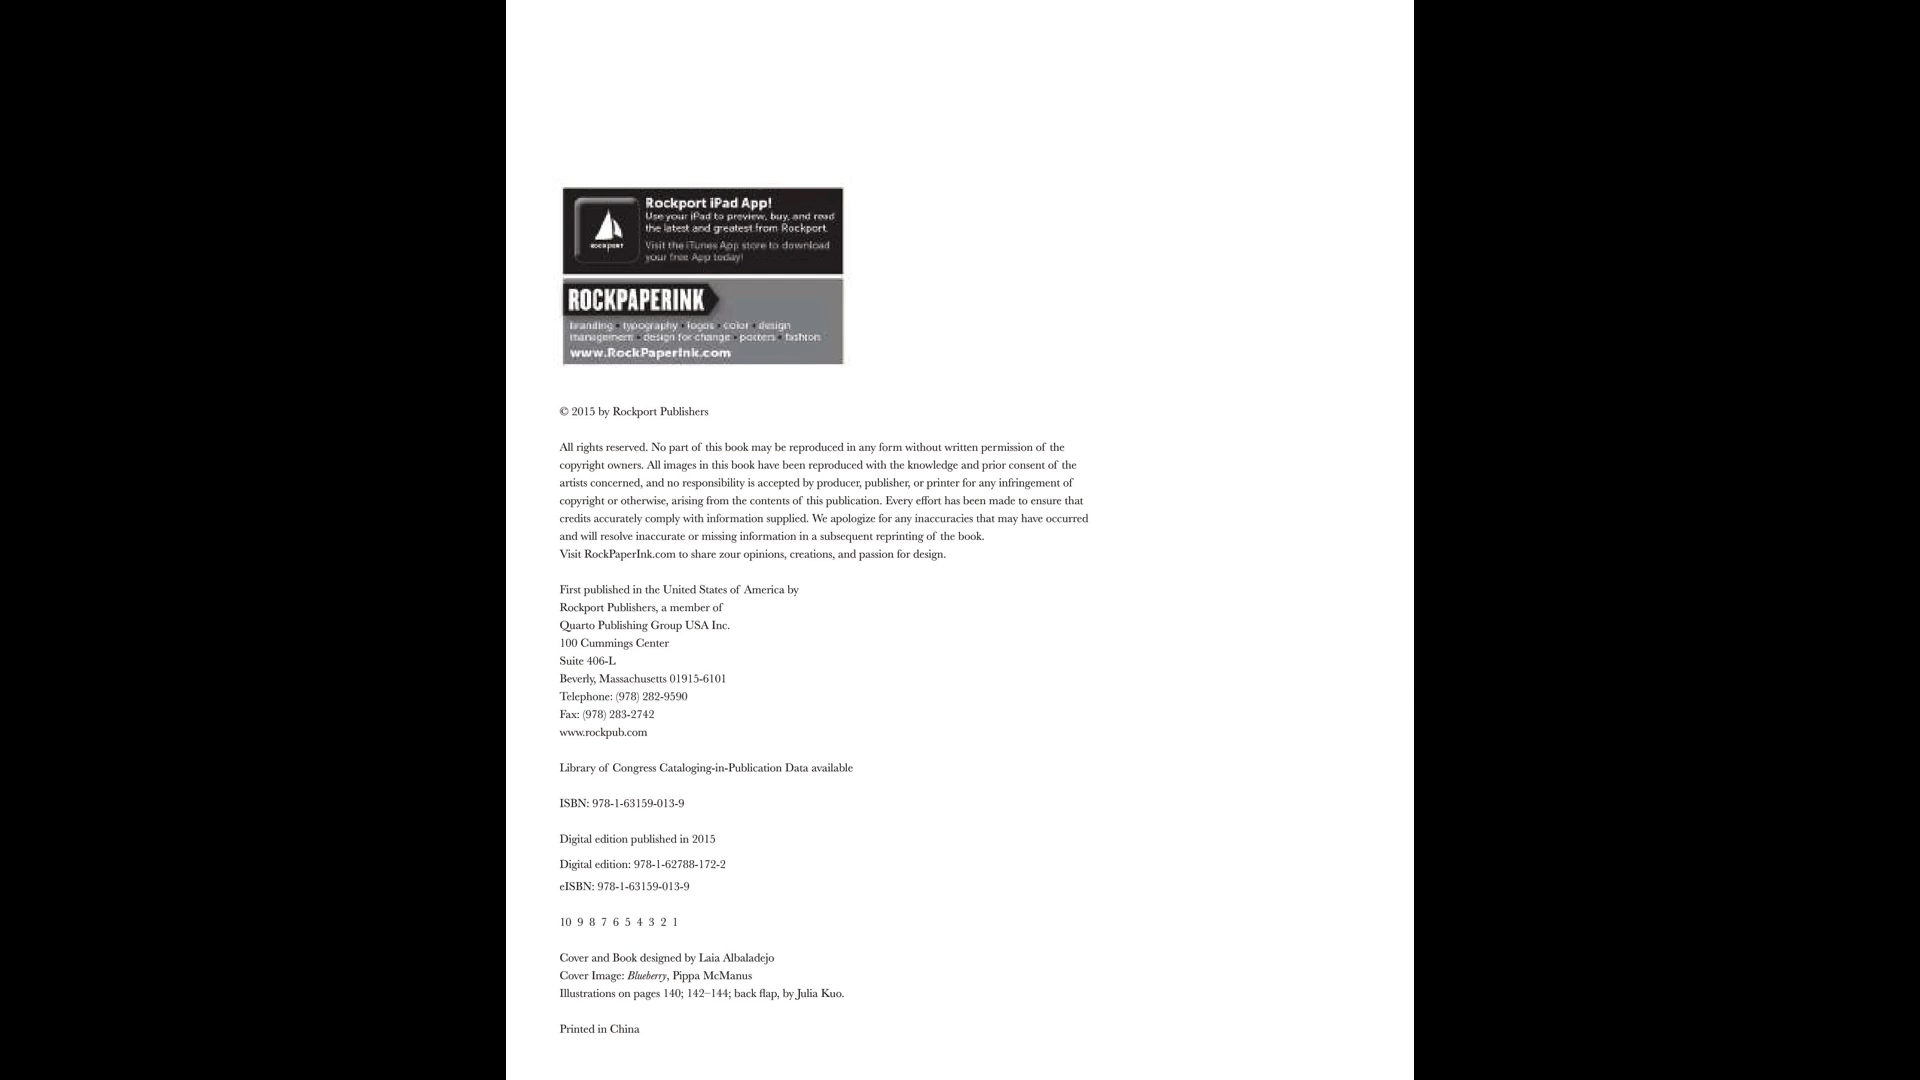 Rockport iPad App!
Use your iPad to preview, buy, and read
the latest and greatest from Rockport.
Visit the iTunes App store to download
your free App today!
ROCKPORT
ROCKPAPERINK
branding • typography • logos • color • design
management • design for change • posters • fashion
www.RockPaperInk.com
© 2015 by Rockport Publishers
All rights reserved. No part of this book may be reproduced in any form without written permission of the
copyright owners. All images in this book have been reproduced with the knowledge and prior consent of the
artists concerned, and no responsibility is accepted by producer, publisher, or printer for any infringement of
copyright or otherwise, arising from the contents of this publication. Every effort has been made to ensure that
credits accurately comply with information supplied. We apologize for any inaccuracies that may have occurred
and will resolve inaccurate or missing information in a subsequent reprinting of the book.
Visit RockPaperInk.com to share zour opinions, creations, and passion for design.
First published in the United States of America by
Rockport Publishers, a member of
Quarto Publishing Group USA Inc.
100 Cummings Center
Suite 406-L
Beverly, Massachusetts 01915-6101
Telephone: (978) 282-9590
Fax: (978) 283-2742
www.rockpub.com
Library of Congress Cataloging-in-Publication Data available
ISBN: 978-1-63159-013-9
Digital edition published in 2015
Digital edition: 978-1-62788-172-2
eISBN: 978-1-63159-013-9
10 9 8 7 6 5 4 3 2 1
Cover and Book designed by Laia Albaladejo
Cover Image: Blueberry, Pippa McManus
Illustrations on pages 140; 142–144; back flap, by Julia Kuo.
Printed in China